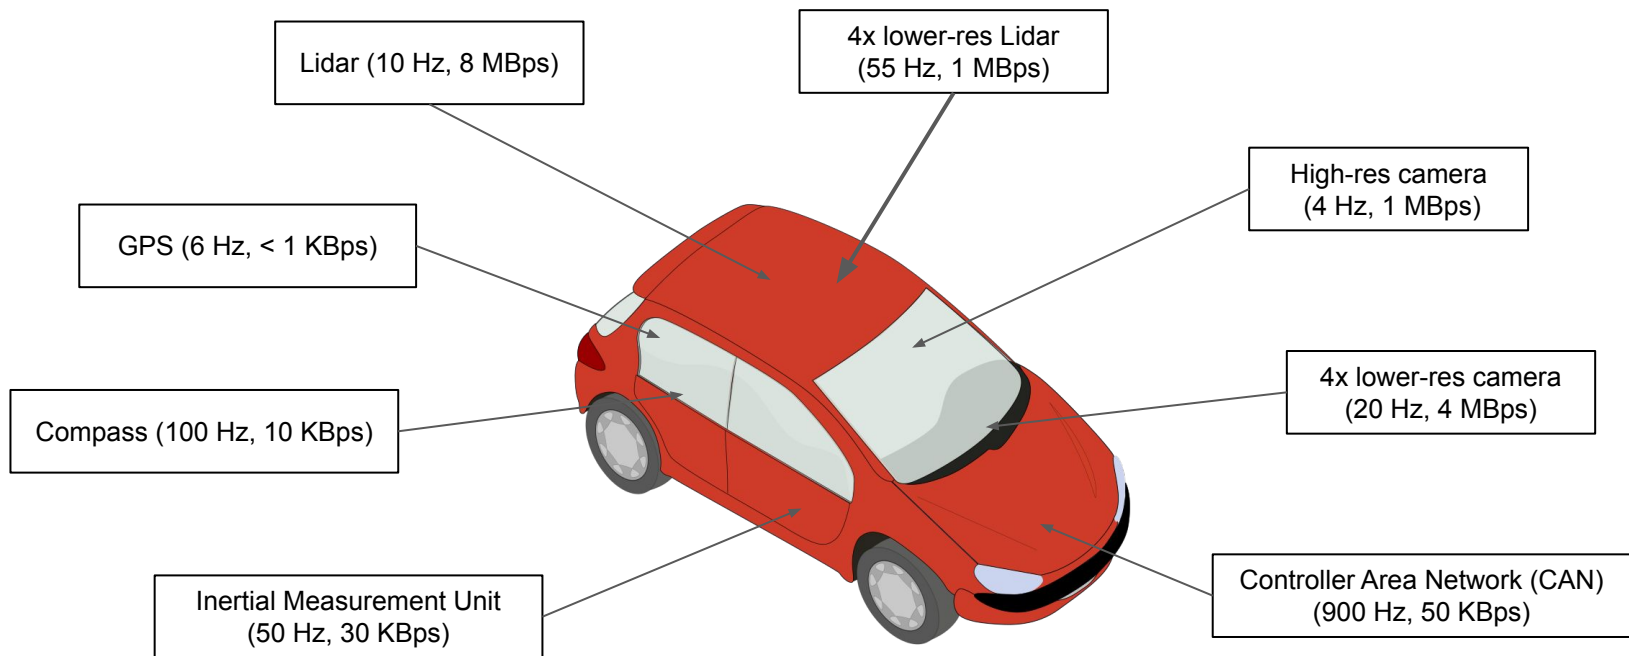 Lidar (10 Hz, 8 MBps)
4x lower-res Lidar
(55 Hz, 1 MBps)
High-res camera
(4 Hz, 1 MBps)
GPS (6 Hz, < 1 KBps)
4x lower-res camera
(20 Hz, 4 MBps)
Compass (100 Hz, 10 KBps)
Inertial Measurement Unit
(50 Hz, 30 KBps)
Controller Area Network (CAN)
(900 Hz, 50 KBps)